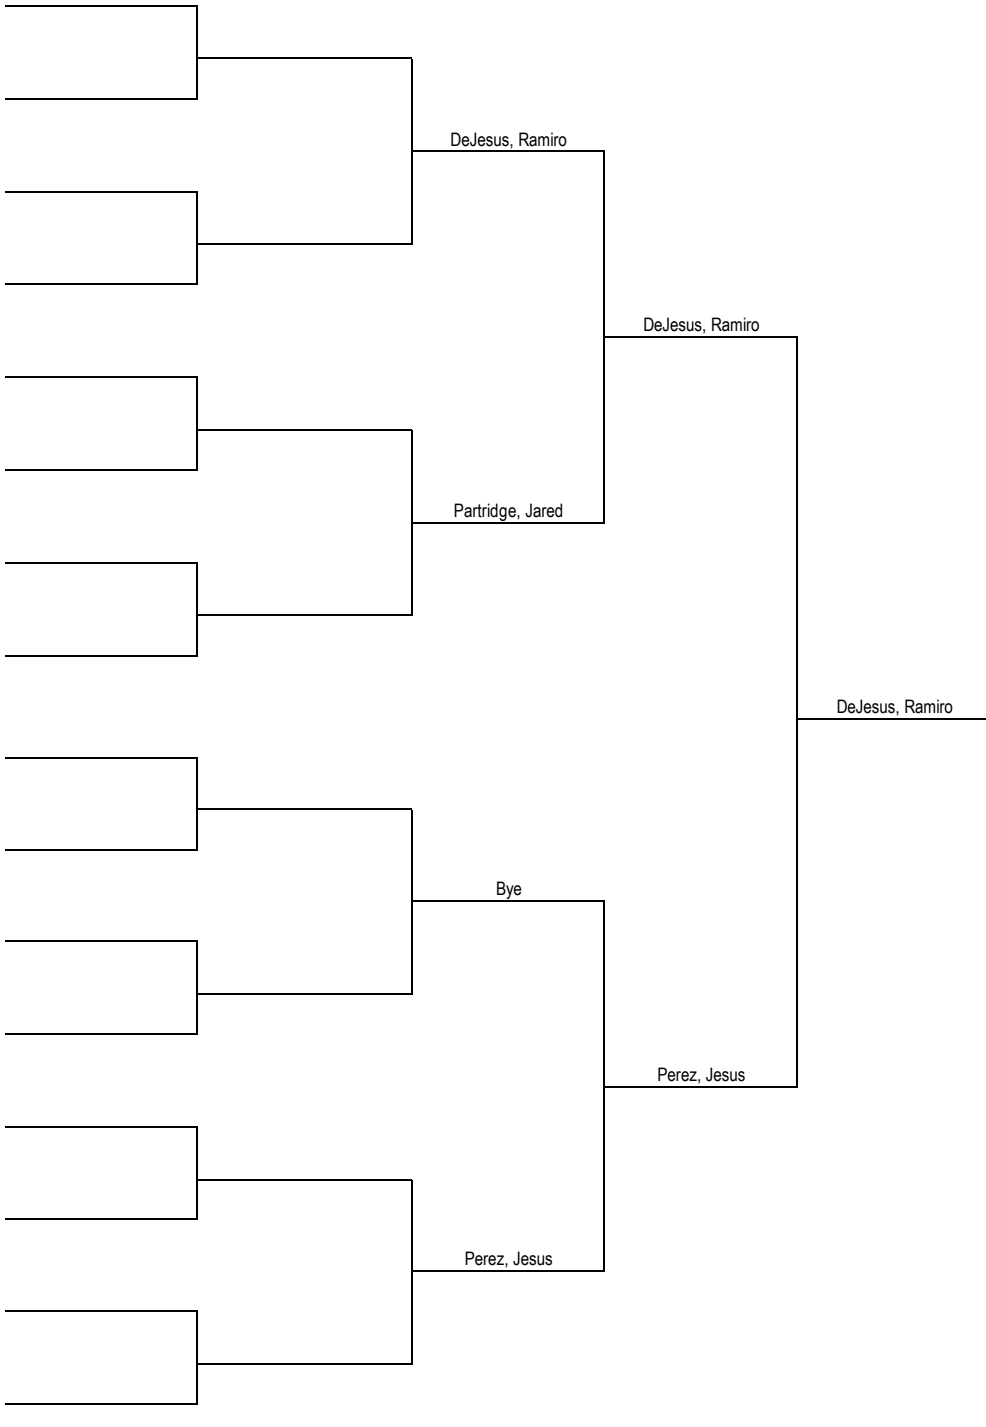 DeJesus, Ramiro
DeJesus, Ramiro
Partridge, Jared
DeJesus, Ramiro
Bye
Perez, Jesus
Perez, Jesus